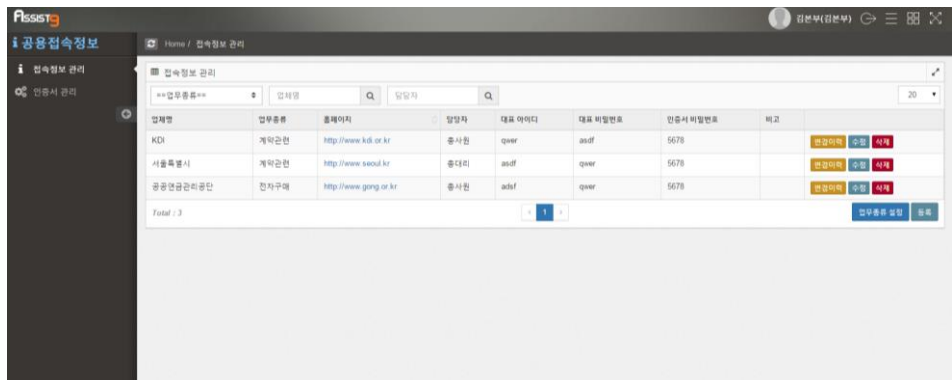 Assist9
김본부(김본부)
공용접속정보
Home / 접속정보 관리
접속정보 관리
인증서 관리
접속정보 관리
==업무종류== 업체명 담당자 20
업체명 업무종류 홈페이지 담당자 대표 아이디 대표 비밀번호 인증서 비밀번호 비고
KDI 계약관련 http://www.kdi.or.kr 총사원 qwer asdf 5678 변경이력 수정 삭제
서울특별시 계약관련 http://www.seoul.kr 총대리 asdf qwer 5678 변경이력 수정 삭제
공공연금관리공단 전자구매 http://www.gong.or.kr 총사원 adsf qwer 5678 변경이력 수정 삭제
Total : 3 1 업무종류 설정 등록